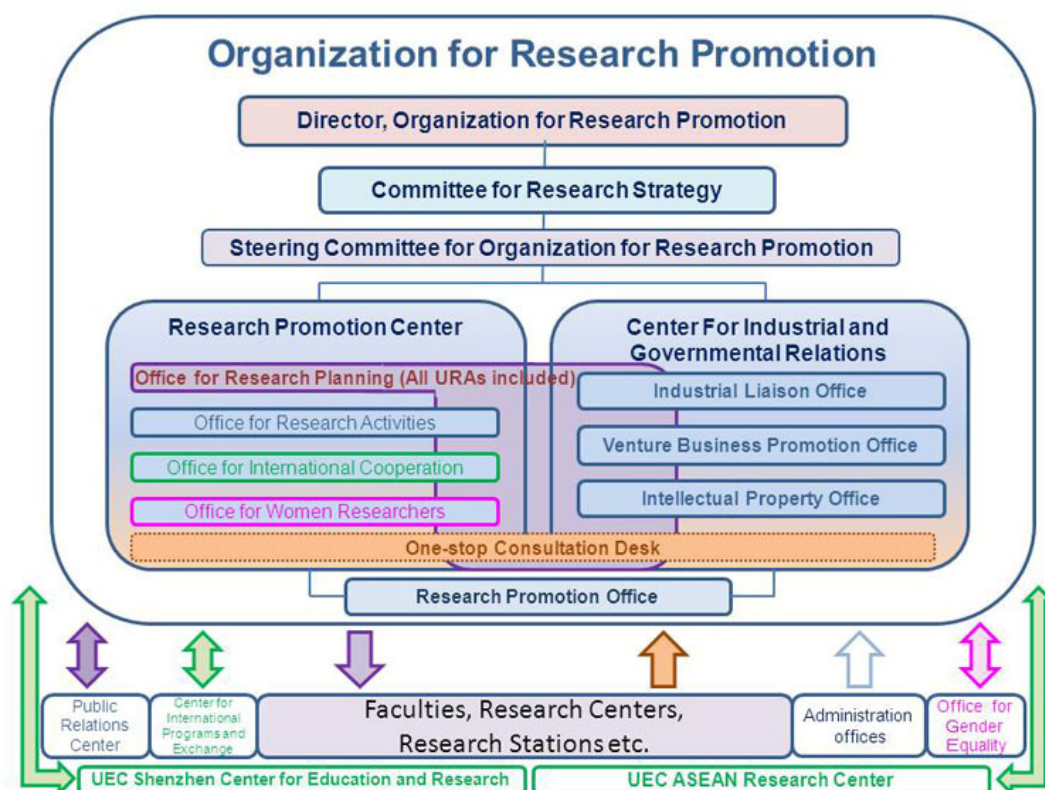 Organization for Research Promotion
Director, Organization for Research Promotion
Committee for Research Strategy
Steering Committee for Organization for Research Promotion
Research Promotion Center
Office for Research Planning (All URAs included)
Office for Research Activities
Office for International Cooperation
Office for Women Researchers
Center For Industrial and
Governmental Relations
Industrial Liaison Office
Venture Business Promotion Office
Intellectual Property Office
One-stop Consultation Desk
Research Promotion Office
Public
Relations
Center
Center for
International
Programs and
Exchange
Faculties, Research Centers,
Research Stations etc.
Administration
offices
Office for
Gender
Equality
UEC Shenzhen Center for Education and Research
UEC ASEAN Research Center